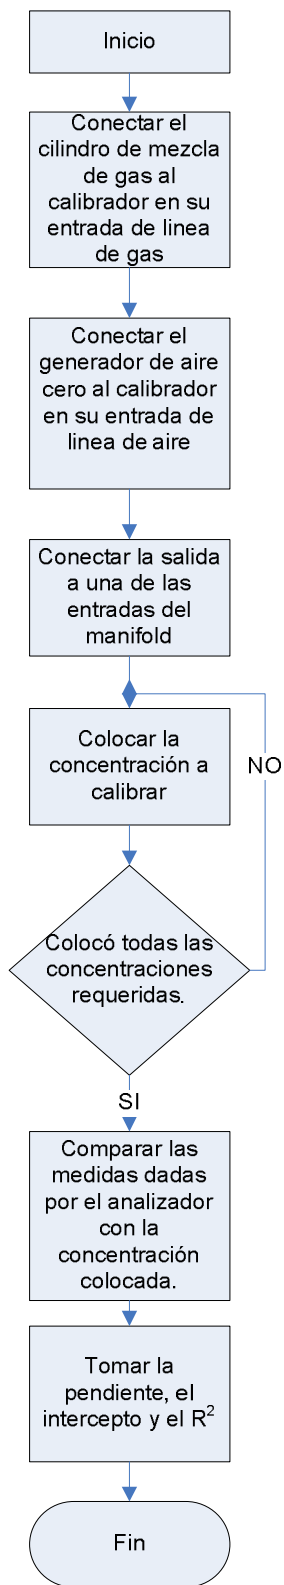 Inicio
Conectar el
cilindro de mezcla
de gas al
calibrador en su
entrada de linea
de gas
Conectar el
generador de aire
cero al calibrador
en su entrada de
linea de aire
Conectar la salida
a una de las
entradas del
manifold
Colocar la
concentración a
calibrar
NO
Colocó todas las
concentraciones
requeridas.
SI
Comparar las
medidas dadas
por el analizador
con la
concentración
colocada.
Tomar la
pendiente, el
intercepto y el R²
Fin